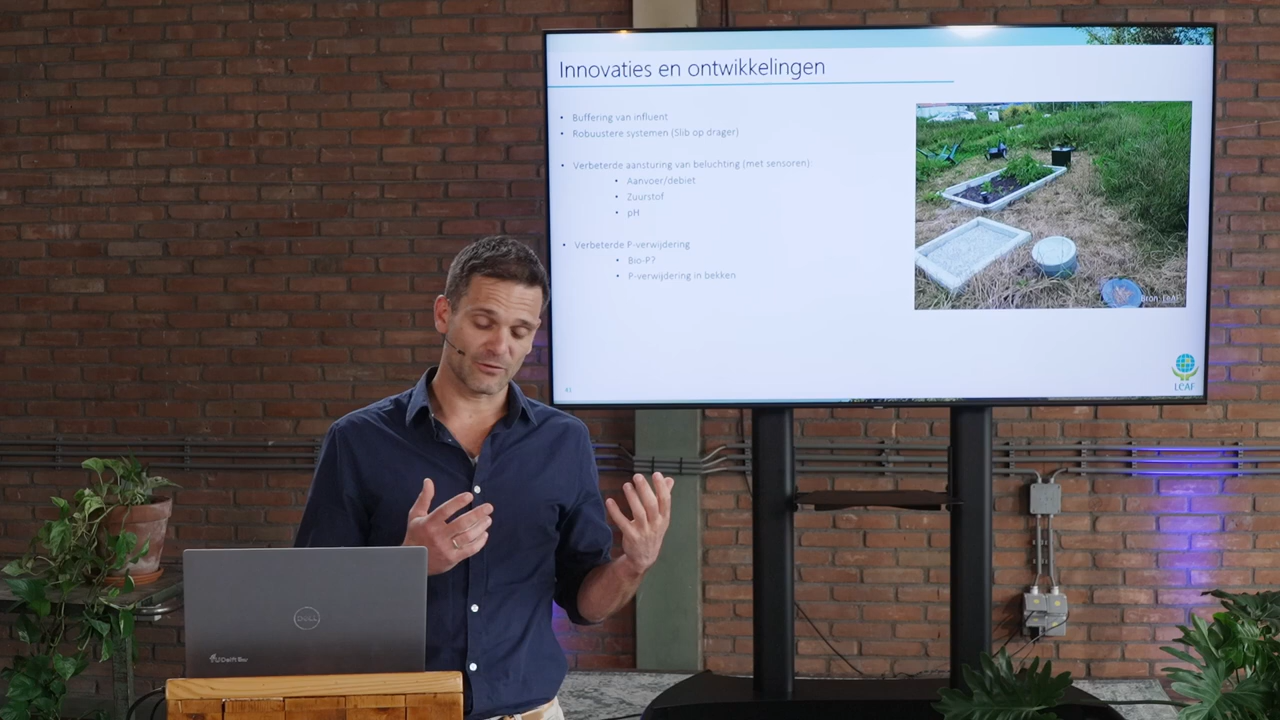 Innovaties en ontwikkelingen
• Buffering van influent
• Robuustere systemen (Slib op drager)
• Verbeterde aansturing van beluchting (met sensoren):
• Aanvoer/debiet
• Zuurstof
• pH
• Verbeterde P-verwijdering
• Bio-P?
• P-verwijdering in bekken
Bron: LeAF
LeAF
DELL
TU Delft